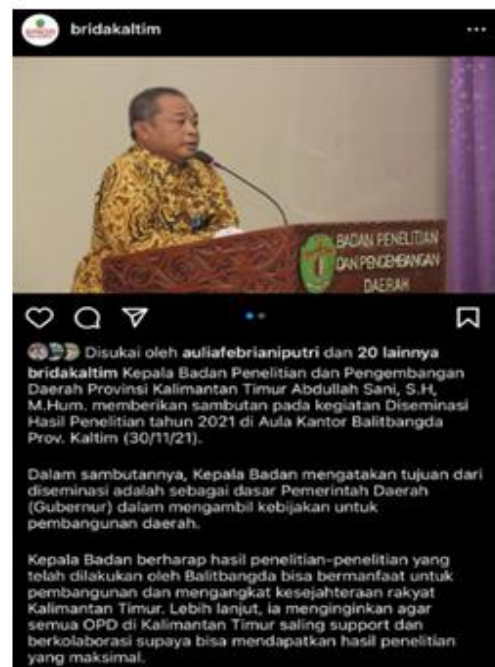 bridakaltim
BADAN PENELITIAN
DAN PENGEMBANGAN
DAERAH
Disukai oleh auliafebrianiputri dan 20 lainnya
bridakaltim Kepala Badan Penelitian dan Pengembangan
Daerah Provinsi Kalimantan Timur Abdullah Sani, S.H,
M.Hum. memberikan sambutan pada kegiatan Diseminasi
Hasil Penelitian tahun 2021 di Aula Kantor Balitbangda
Prov. Kaltim (30/11/21).
Dalam sambutannya, Kepala Badan mengatakan tujuan dari
diseminasi adalah sebagai dasar Pemerintah Daerah
(Gubernur) dalam mengambil kebijakan untuk
pembangunan daerah.
Kepala Badan berharap hasil penelitian-penelitian yang
telah dilakukan oleh Balitbangda bisa bermanfaat untuk
pembangunan dan mengangkat kesejahteraan rakyat
Kalimantan Timur. Lebih lanjut, ia menginginkan agar
semua OPD di Kalimantan Timur saling support dan
berkolaborasi supaya bisa mendapatkan hasil penelitian
yang maksimal.